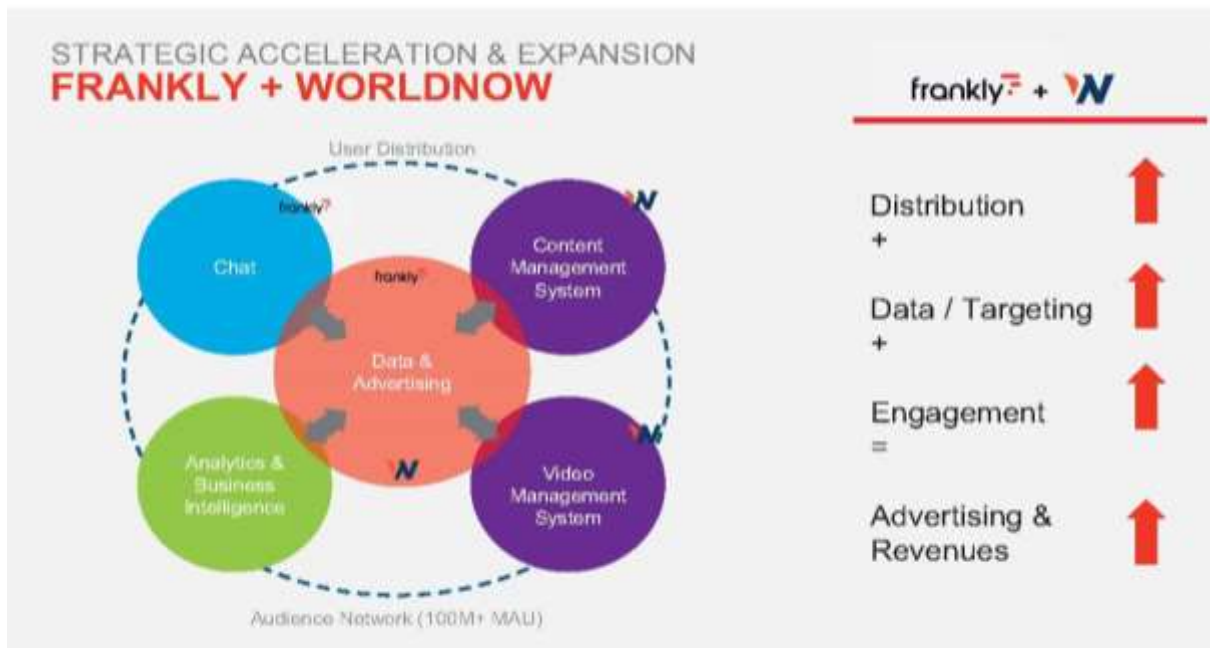 STRATEGIC ACCELERATION & EXPANSION
FRANKLY + WORLDNOW
User Distribution
frankly
Chat
Content
Management
System
frankly
Data &
Advertising
Analytics &
Business
Intelligence
Video
Management
System
Audience Network (100M+ MAU)
frankly + WN
Distribution
+
Data / Targeting
+
Engagement
=
Advertising &
Revenues